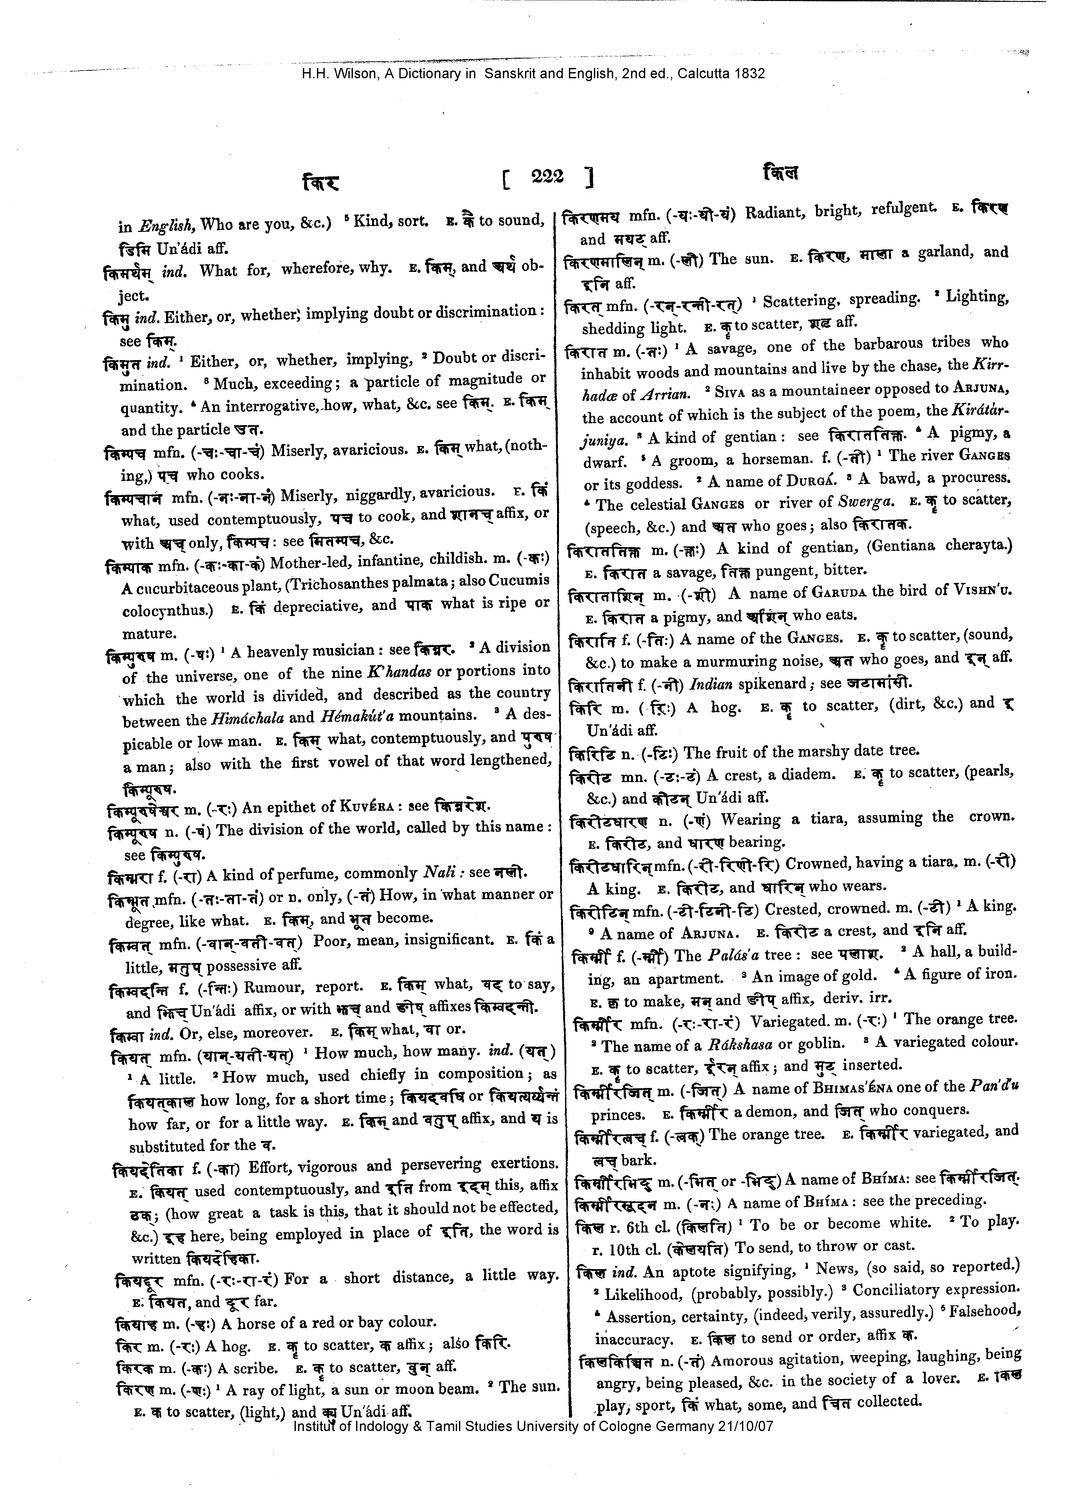 H.H. Wilson, A Dictionary in Sanskrit and English, 2nd ed., Calcutta 1832
किर [ 222 ] किल
in English, Who are you, &c.) ⁵ Kind, sort. E. कै to sound,
डिमि Un'ádi aff.
किमर्थम् ind. What for, wherefore, why. E. किम्, and अर्थ ob-
ject.
किमु ind. Either, or, whether; implying doubt or discrimination :
see किम्.
किमुत ind. ¹ Either, or, whether, implying, ² Doubt or discri-
mination. ³ Much, exceeding; a particle of magnitude or
quantity. ⁴ An interrogative, how, what, &c. see किम्. E. किम्
and the particle उत.
किम्पच mfn. (-चः-चा-चं) Miserly, avaricious. E. किम् what, (noth-
ing,) पच who cooks.
किम्पचान mfn. (-नः-ना-नं) Miserly, niggardly, avaricious. E. किं
what, used contemptuously, पच to cook, and शानच् affix, or
with अच् only, किम्पच : see मितम्पच, &c.
किम्पाक mfn. (-कः-का-कं) Mother-led, infantine, childish. m. (-कः)
A cucurbitaceous plant, (Trichosanthes palmata; also Cucumis
colocynthus.) E. किं depreciative, and पाक what is ripe or
mature.
किम्पुरुष m. (-षः) ¹ A heavenly musician : see किन्नर. ² A division
of the universe, one of the nine K'handas or portions into
which the world is divided, and described as the country
between the Himáchala and Hémakút'a mountains. ³ A des-
picable or low man. E. किम् what, contemptuously, and पुरुष
a man; also with the first vowel of that word lengthened,
किम्पूरुष.
किम्पूरुषेश्वर m. (-रः) An epithet of KUVÉRA : see किन्नरेश.
किम्पूरुष n. (-षं) The division of the world, called by this name :
see किम्पुरुष.
किम्भरा f. (-रा) A kind of perfume, commonly Nali : see नली.
किम्भूत mfn. (-तः-ता-तं) or n. only, (-तं) How, in what manner or
degree, like what. E. किम्, and भूत become.
किम्वत् mfn. (-वान्-वती-वत्) Poor, mean, insignificant. E. किं a
little, मतुप् possessive aff.
किम्वदन्ति f. (-न्तिः) Rumour, report. E. किम् what, वद् to say,
and झिच् Un'ádi affix, or with झच् and ङीष् affixes किम्वदन्ती.
किम्वा ind. Or, else, moreover. E. किम् what, वा or.
कियत् mfn. (यान्-यती-यत्) ¹ How much, how many. ind. (यत्)
¹ A little. ² How much, used chiefly in composition; as
कियत्काल how long, for a short time; कियदवधि or कियत्पर्य्यन्तं
how far, or for a little way. E. किम् and वतुप् affix, and य is
substituted for the व.
कियदेतिका f. (-का) Effort, vigorous and persevering exertions.
E. कियत् used contemptuously, and इति from इदम् this, affix
ठक्; (how great a task is this, that it should not be effected,
&c.) इह here, being employed in place of इति, the word is
written कियदेहिका.
कियद्दूर mfn. (-रः-रा-रं) For a short distance, a little way.
E. कियत, and दूर far.
कियाह m. (-हः) A horse of a red or bay colour.
किर m. (-रः) A hog. E. कॄ to scatter, क affix; also किरि.
किरक m. (-कः) A scribe. E. कॄ to scatter, वुन् aff.
किरण m. (-णः) ¹ A ray of light, a sun or moon beam. ² The sun.
E. कॄ to scatter, (light,) and क्यु Un'ádi aff.
किरणमय mfn. (-यः-यी-यं) Radiant, bright, refulgent. E. किरण
and मयट् aff.
किरणमालिन् m. (-ली) The sun. E. किरण, माला a garland, and
इनि aff.
किरत् mfn. (-रन्-रन्ती-रत्) ¹ Scattering, spreading. ² Lighting,
shedding light. E. कॄ to scatter, शतृ aff.
किरात m. (-तः) ¹ A savage, one of the barbarous tribes who
inhabit woods and mountains and live by the chase, the Kirr-
hadæ of Arrian. ² SIVA as a mountaineer opposed to ARJUNA,
the account of which is the subject of the poem, the Kirátár-
juniya. ³ A kind of gentian : see किराततिक्त. ⁴ A pigmy, a
dwarf. ⁵ A groom, a horseman. f. (-ती) ¹ The river GANGES
or its goddess. ² A name of DURGÁ. ³ A bawd, a procuress.
⁴ The celestial GANGES or river of Swerga. E. कॄ to scatter,
(speech, &c.) and अत who goes; also किरातक.
किराततिक्त m. (-क्तः) A kind of gentian, (Gentiana cherayta.)
E. किरात a savage, तिक्त pungent, bitter.
किराताशिन् m. (-शी) A name of GARUDA the bird of VISHN'U.
E. किरात a pigmy, and अशिन् who eats.
किराति f. (-तिः) A name of the GANGES. E. कॄ to scatter, (sound,
&c.) to make a murmuring noise, अत who goes, and इन् aff.
किरातिनी f. (-नी) Indian spikenard; see जटामांसी.
किरि m. ( रिः) A hog. E. कॄ to scatter, (dirt, &c.) and इ
Un'ádi aff.
किरिटि n. (-टिः) The fruit of the marshy date tree.
किरीट mn. (-टः-टं) A crest, a diadem. E. कॄ to scatter, (pearls,
&c.) and कीटन् Un'ádi aff.
किरीटधारण n. (-णं) Wearing a tiara, assuming the crown.
E. किरीट, and धारण bearing.
किरीटधारिन् mfn. (-री-रिणी-रि) Crowned, having a tiara. m. (-री)
A king. E. किरीट, and धारिन् who wears.
किरीटिन् mfn. (-टी-टिनी-टि) Crested, crowned. m. (-टी) ¹ A king.
² A name of ARJUNA. E. किरीट a crest, and इनि aff.
किर्म्मी f. (-र्म्मी) The Palás'a tree : see पलाश. ² A hall, a build-
ing, an apartment. ³ An image of gold. ⁴ A figure of iron.
E. कृ to make, मन् and ङीप् affix, deriv. irr.
किर्म्मीर mfn. (-रः-रा-रं) Variegated. m. (-रः) ¹ The orange tree.
² The name of a Rákshasa or goblin. ³ A variegated colour.
E. कॄ to scatter, ईरन् affix; and मुट् inserted.
किर्म्मीरजित् m. (-जित्) A name of BHIMAS'ÉNA one of the Pan'd'u
princes. E. किर्म्मीर a demon, and जित् who conquers.
किर्म्मीरत्वच् f. (-त्वक्) The orange tree. E. किर्म्मीर variegated, and
त्वच् bark.
किर्म्मीरभिद् m. (-भित् or -भिद्) A name of BHÍMA: see किर्म्मीरजित्.
किर्म्मीरसूदन m. (-नः) A name of BHÍMA : see the preceding.
किल r. 6th cl. (किलति) ¹ To be or become white. ² To play.
r. 10th cl. (केलयति) To send, to throw or cast.
किल ind. An aptote signifying, ¹ News, (so said, so reported.)
² Likelihood, (probably, possibly.) ³ Conciliatory expression.
⁴ Assertion, certainty, (indeed, verily, assuredly.) ⁵ Falsehood,
inaccuracy. E. किल to send or order, affix क.
किलकिञ्चित n. (-तं) Amorous agitation, weeping, laughing, being
angry, being pleased, &c. in the society of a lover. E. किल
play, sport, किं what, some, and चित collected.
Institut of Indology & Tamil Studies University of Cologne Germany 21/10/07